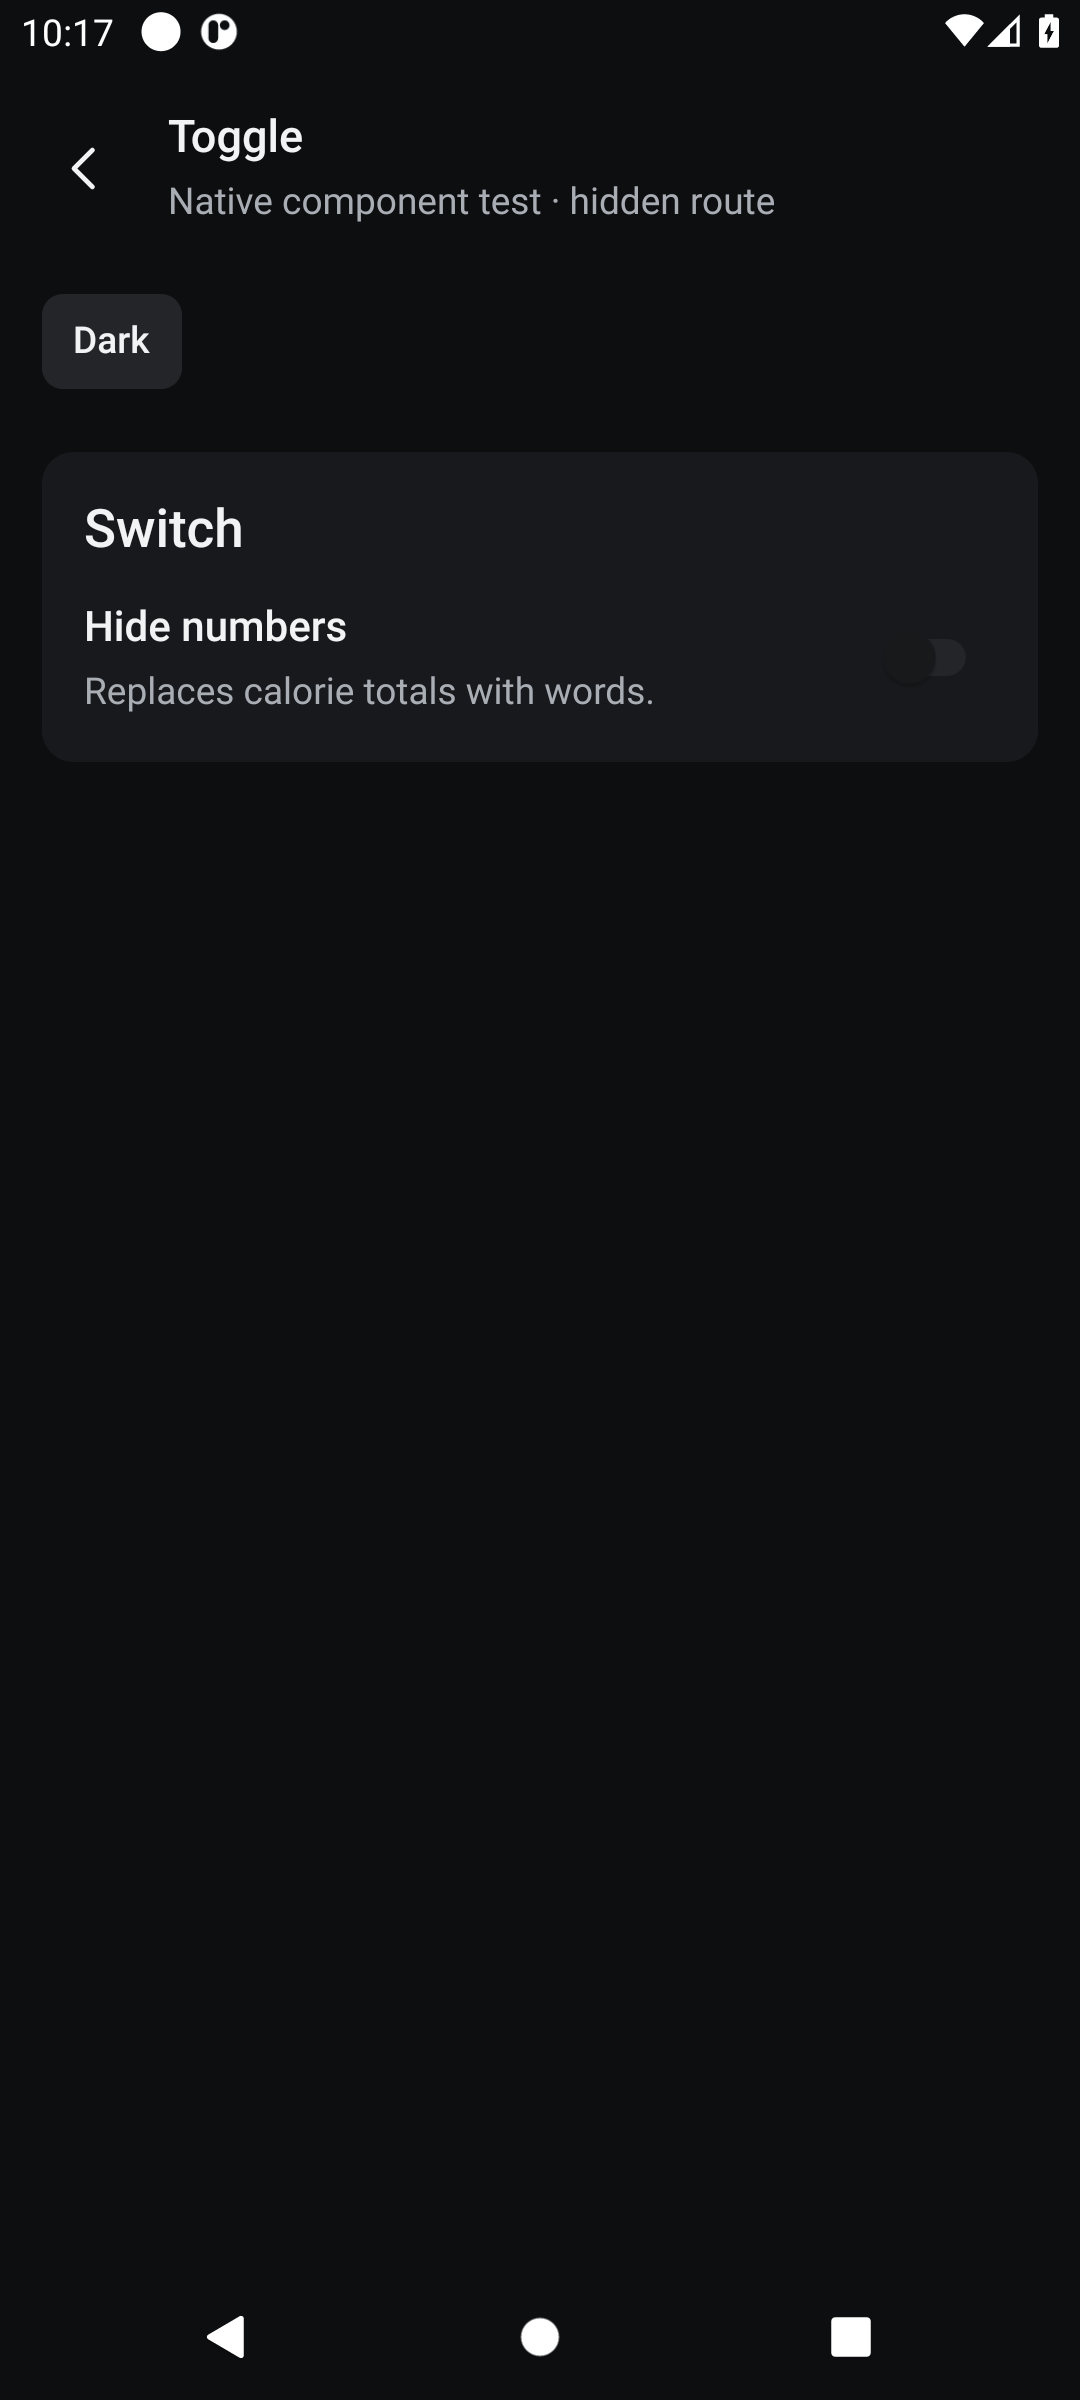 10:17
Toggle
Native component test · hidden route
Dark
Switch
Hide numbers
Replaces calorie totals with words.